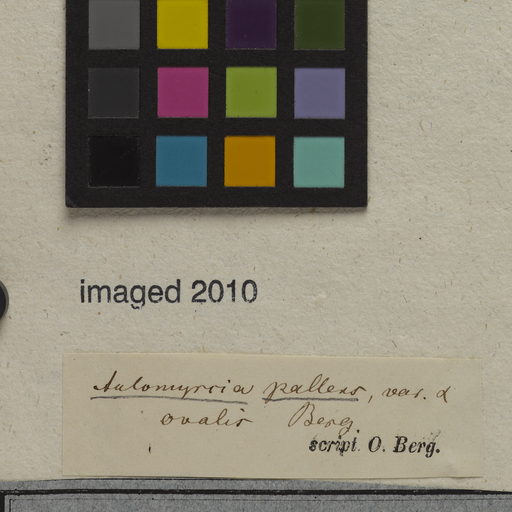 imaged 2010
Aulomyrcia pallens, var. α
ovalis Berg.
script. O. Berg.